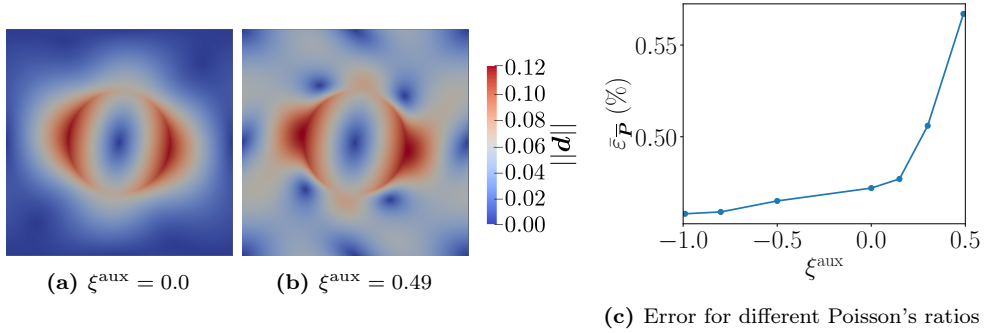 0.12
0.10
0.08
0.06
0.04
0.02
0.00
||d||
(a) ξ^aux = 0.0
(b) ξ^aux = 0.49
0.55
0.50
ε̄_P̄ (%)
−1.0 −0.5 0.0 0.5
ξ^aux
(c) Error for different Poisson's ratios